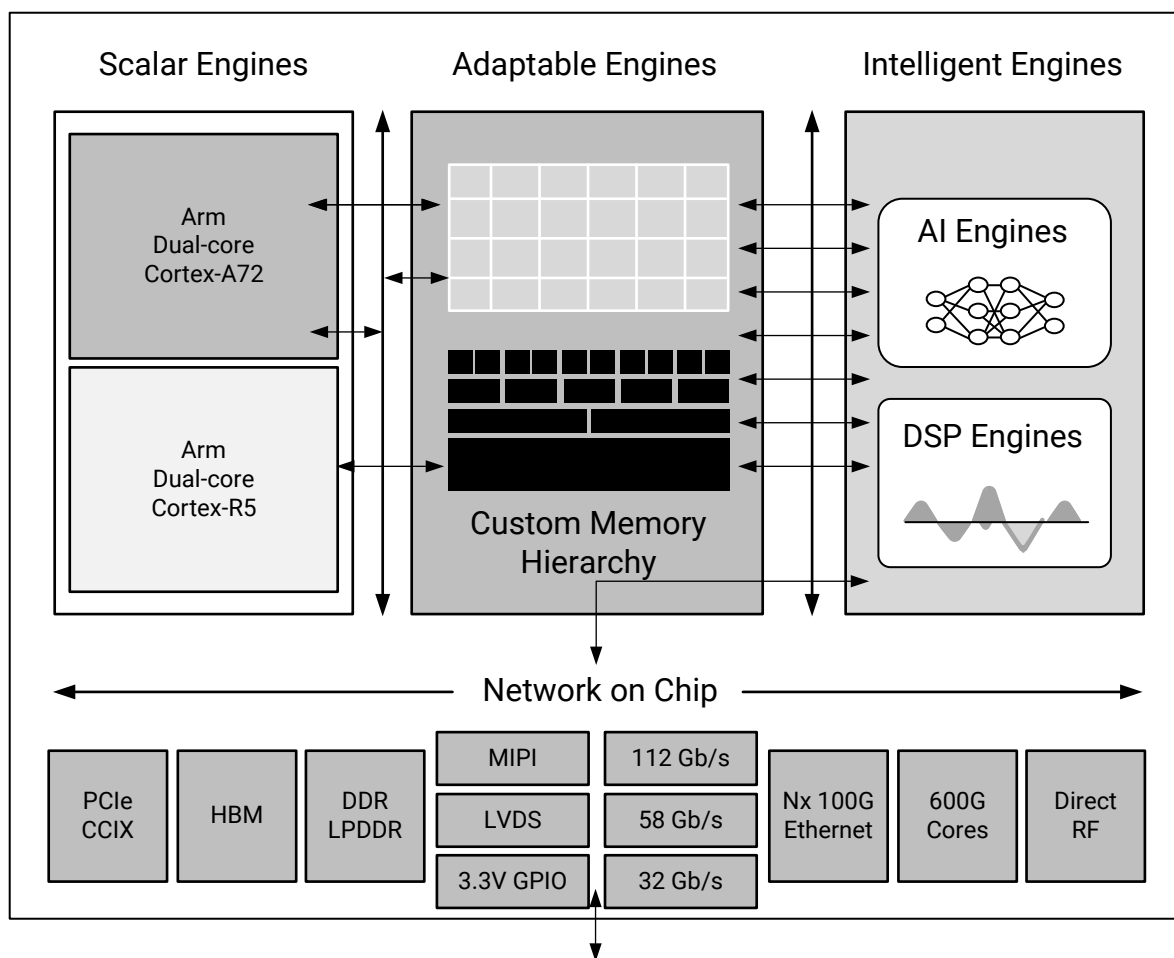 Scalar Engines
Adaptable Engines
Intelligent Engines
Arm
Dual-core
Cortex-A72
Arm
Dual-core
Cortex-R5
Custom Memory
Hierarchy
AI Engines
DSP Engines
Network on Chip
PCIe
CCIX
HBM
DDR
LPDDR
MIPI
LVDS
3.3V GPIO
112 Gb/s
58 Gb/s
32 Gb/s
Nx 100G
Ethernet
600G
Cores
Direct
RF